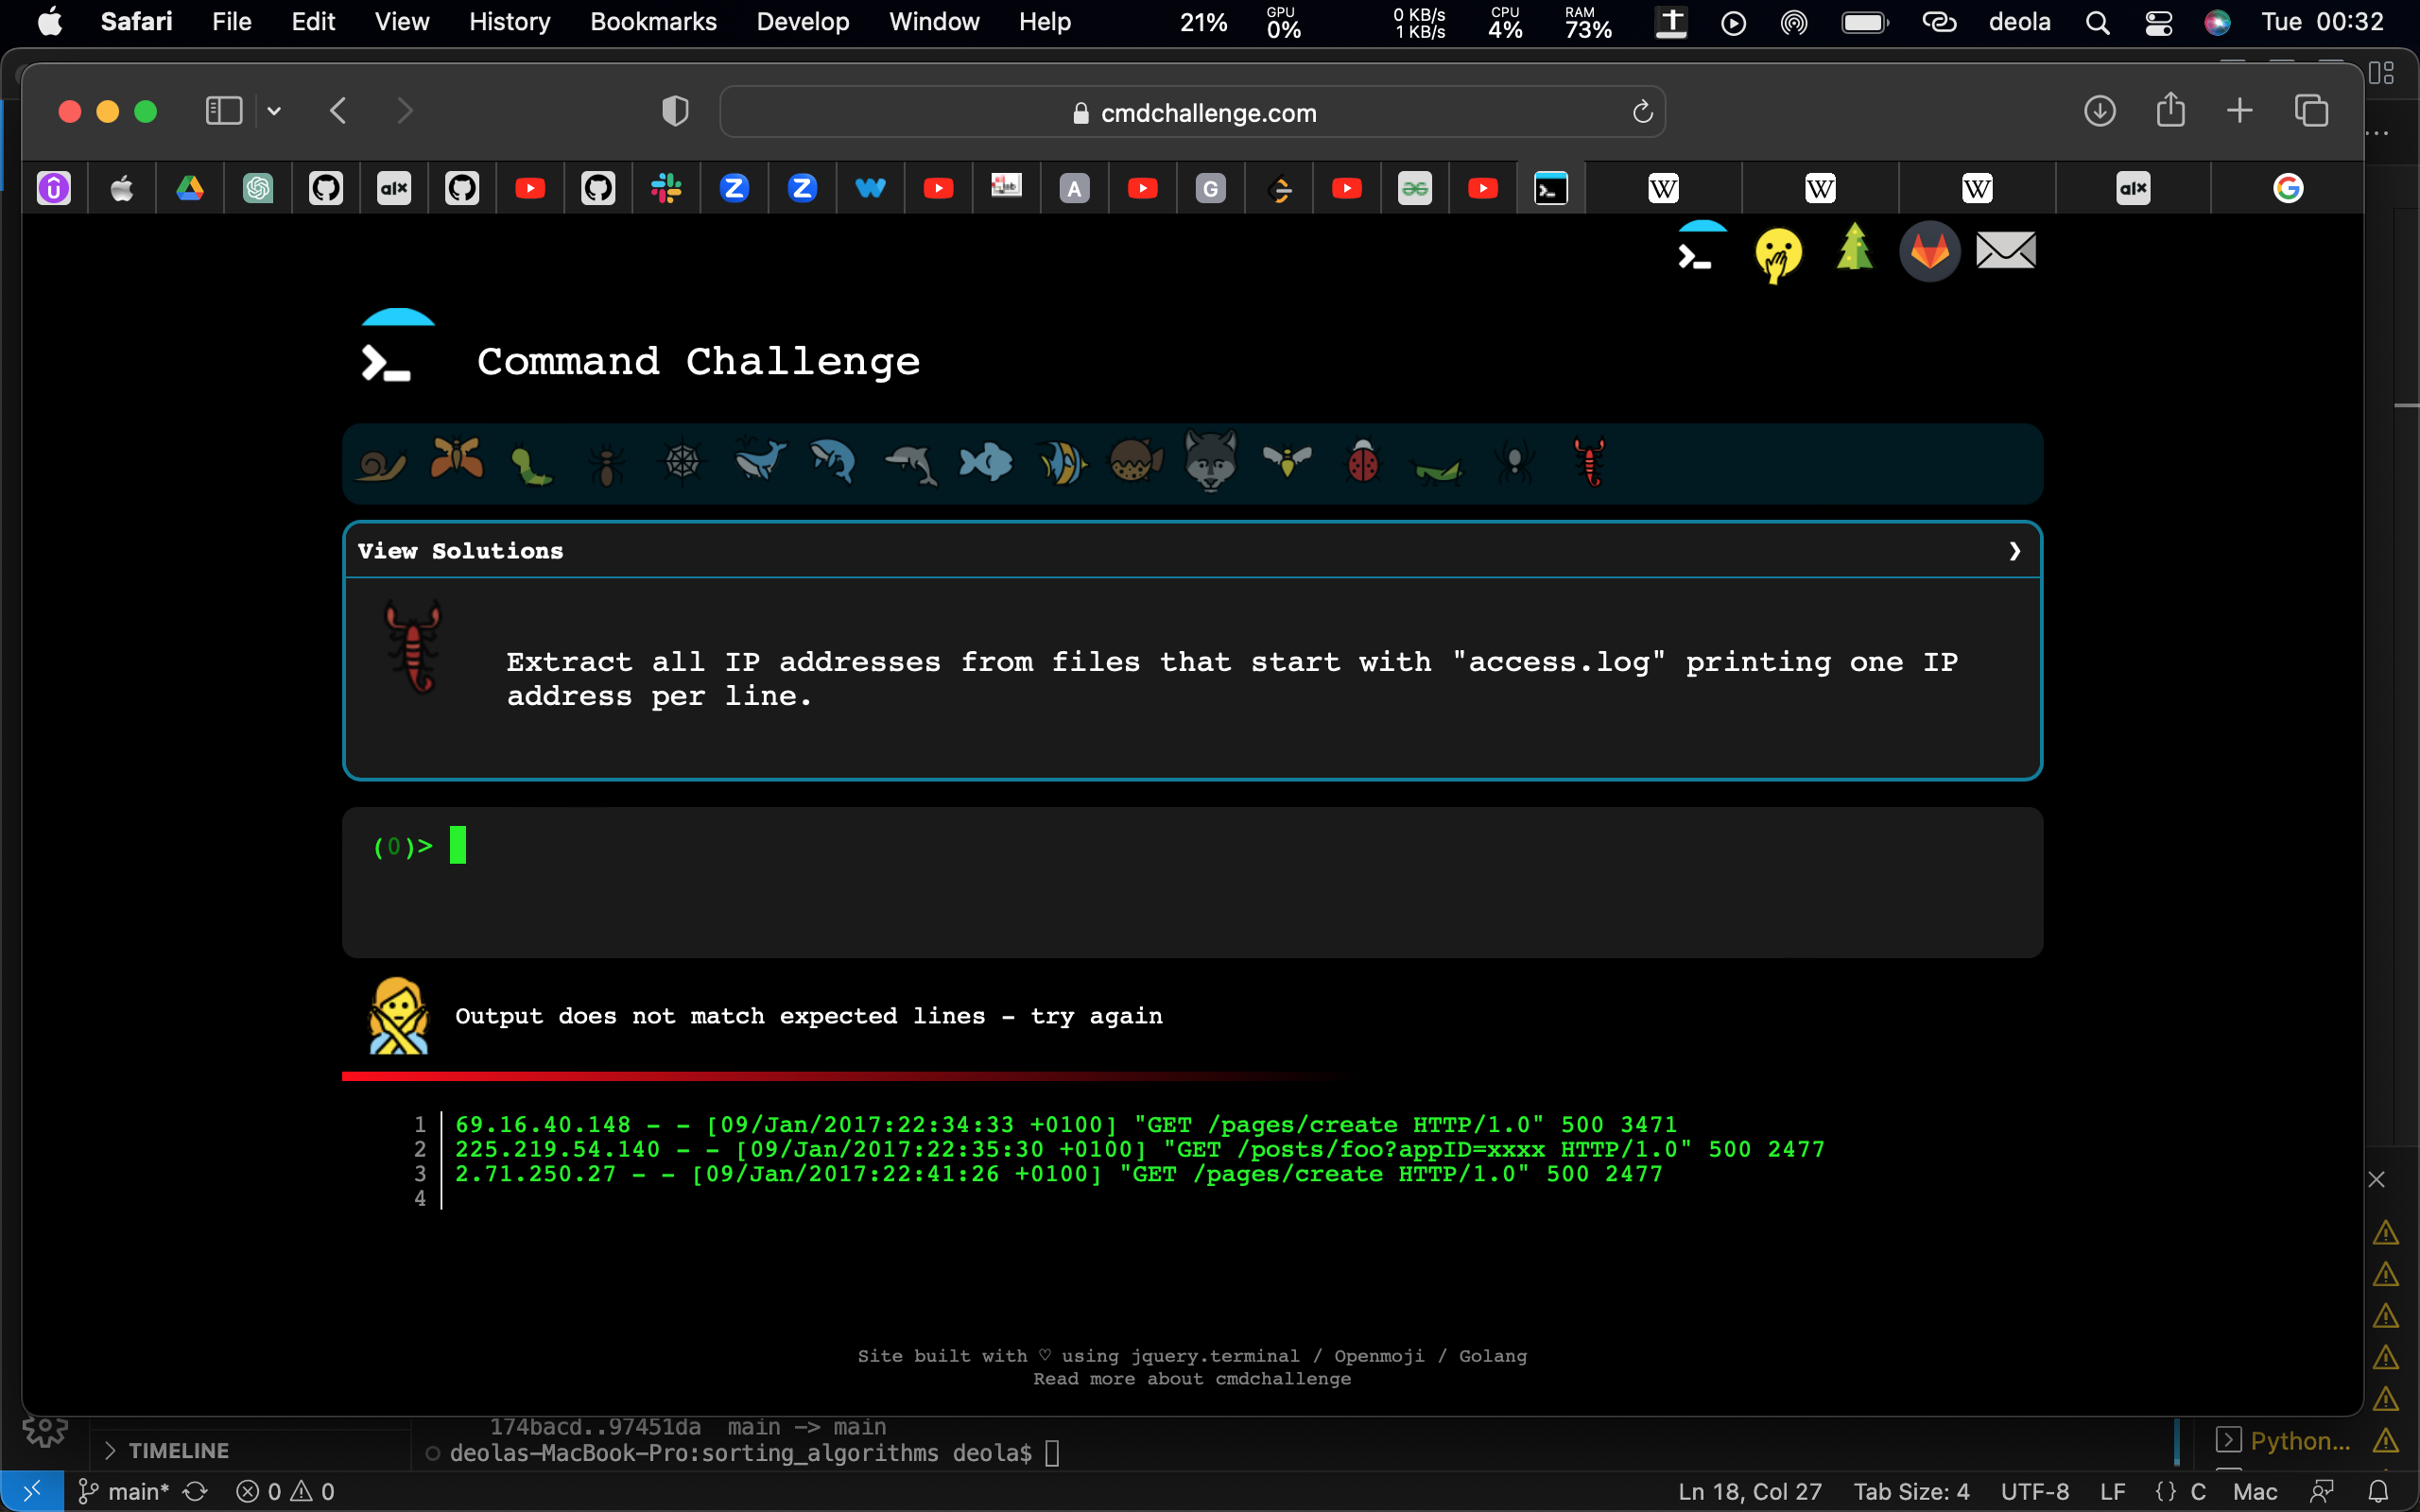 Safari File Edit View History Bookmarks Develop Window Help 21% GPU 0% 0 KB/s 1 KB/s CPU 4% RAM 73% deola Tue 00:32
cmdchallenge.com
Command Challenge
View Solutions
Extract all IP addresses from files that start with "access.log" printing one IP
address per line.
(0)>
Output does not match expected lines - try again
1 69.16.40.148 - - [09/Jan/2017:22:34:33 +0100] "GET /pages/create HTTP/1.0" 500 3471
2 225.219.54.140 - - [09/Jan/2017:22:35:30 +0100] "GET /posts/foo?appID=xxxx HTTP/1.0" 500 2477
3 2.71.250.27 - - [09/Jan/2017:22:41:26 +0100] "GET /pages/create HTTP/1.0" 500 2477
4
Site built with ♡ using jquery.terminal / Openmoji / Golang
Read more about cmdchallenge
174bacd..97451da main -> main
TIMELINE
deolas-MacBook-Pro:sorting_algorithms deola$
Python...
main* 0 0 Ln 18, Col 27 Tab Size: 4 UTF-8 LF {} C Mac